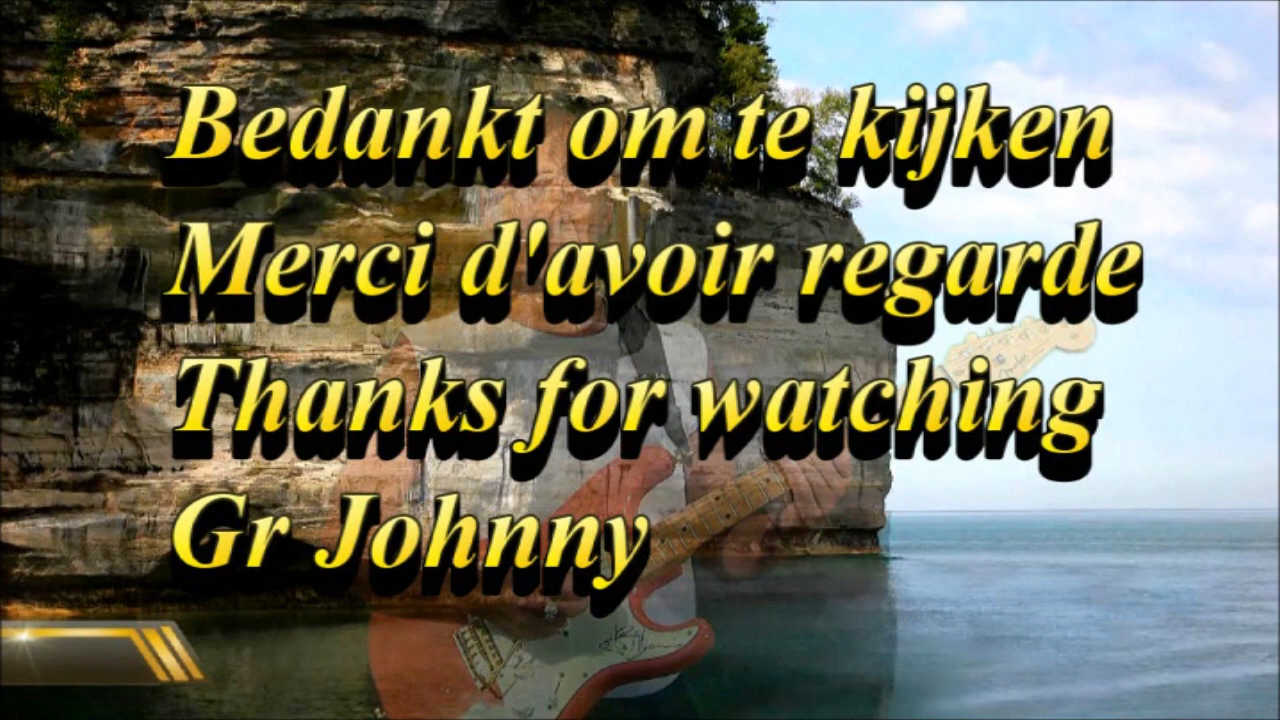 Bedankt om te kijken
Merci d'avoir regarde
Thanks for watching
Gr Johnny